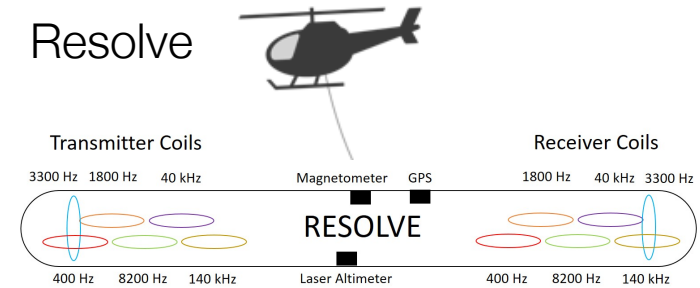 Resolve
Transmitter Coils
Receiver Coils
3300 Hz 1800 Hz 40 kHz
Magnetometer GPS
1800 Hz 40 kHz 3300 Hz
RESOLVE
400 Hz 8200 Hz 140 kHz
Laser Altimeter
400 Hz 8200 Hz 140 kHz